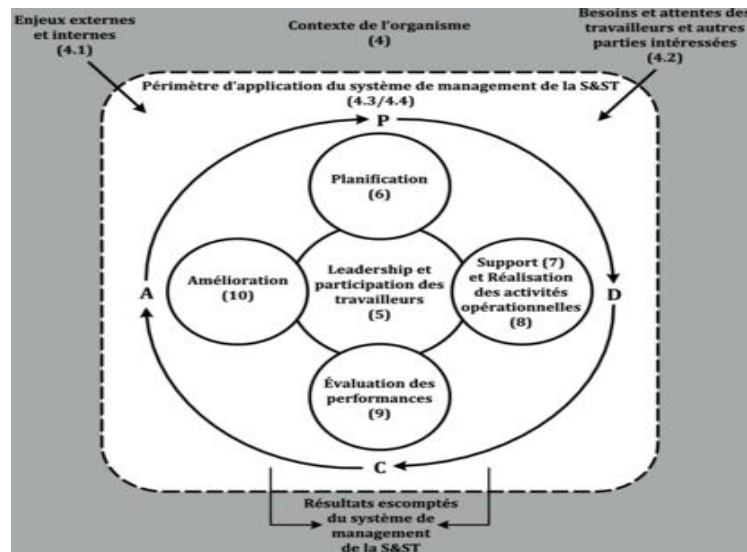 Enjeux externes
et internes
(4.1)
Contexte de l'organisme
(4)
Besoins et attentes des
travailleurs et autres
parties intéressées
(4.2)
Périmètre d'application du système de management de la S&ST
(4.3/4.4)
P
Planification
(6)
A
Amélioration
(10)
Leadership et
participation des
travailleurs
(5)
Support (7)
et Réalisation
des activités
opérationnelles
(8)
D
Évaluation des
performances
(9)
C
Résultats escomptés
du système de
management
de la S&ST